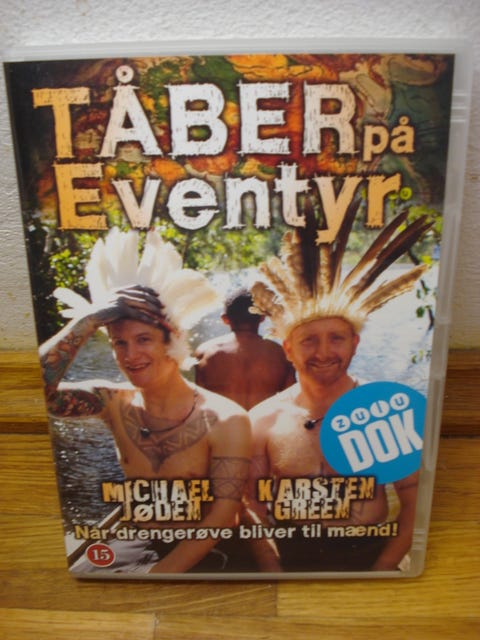 TÅBER på
Eventyr
ZULU
DOK
MICHAEL
JØDEN
KARSTEN
GREEN
Når drengerøve bliver til mænd!
15